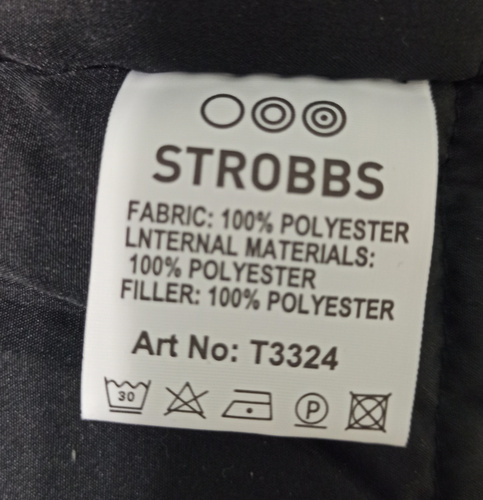 STROBBS
FABRIC: 100% POLYESTER
LNTERNAL MATERIALS:
100% POLYESTER
FILLER: 100% POLYESTER
Art No: T3324
30
P